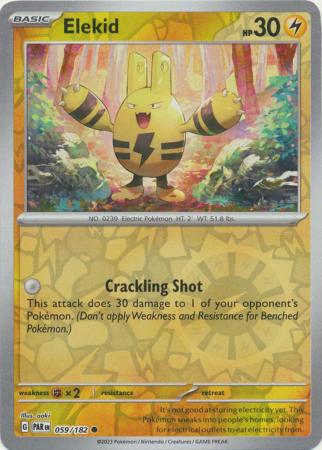 BASIC
Elekid
HP30
NO. 0239 Electric Pokémon HT: 2' WT: 51.8 lbs.
Crackling Shot
This attack does 30 damage to 1 of your opponent's
Pokémon. (Don't apply Weakness and Resistance for Benched
Pokémon.)
weakness ×2 resistance retreat
Illus. aoki
G PAR EN 059/182
It's not good at storing electricity yet. This
Pokémon sneaks into people's homes, looking
for electrical outlets to eat electricity from.
©2023 Pokémon / Nintendo / Creatures / GAME FREAK